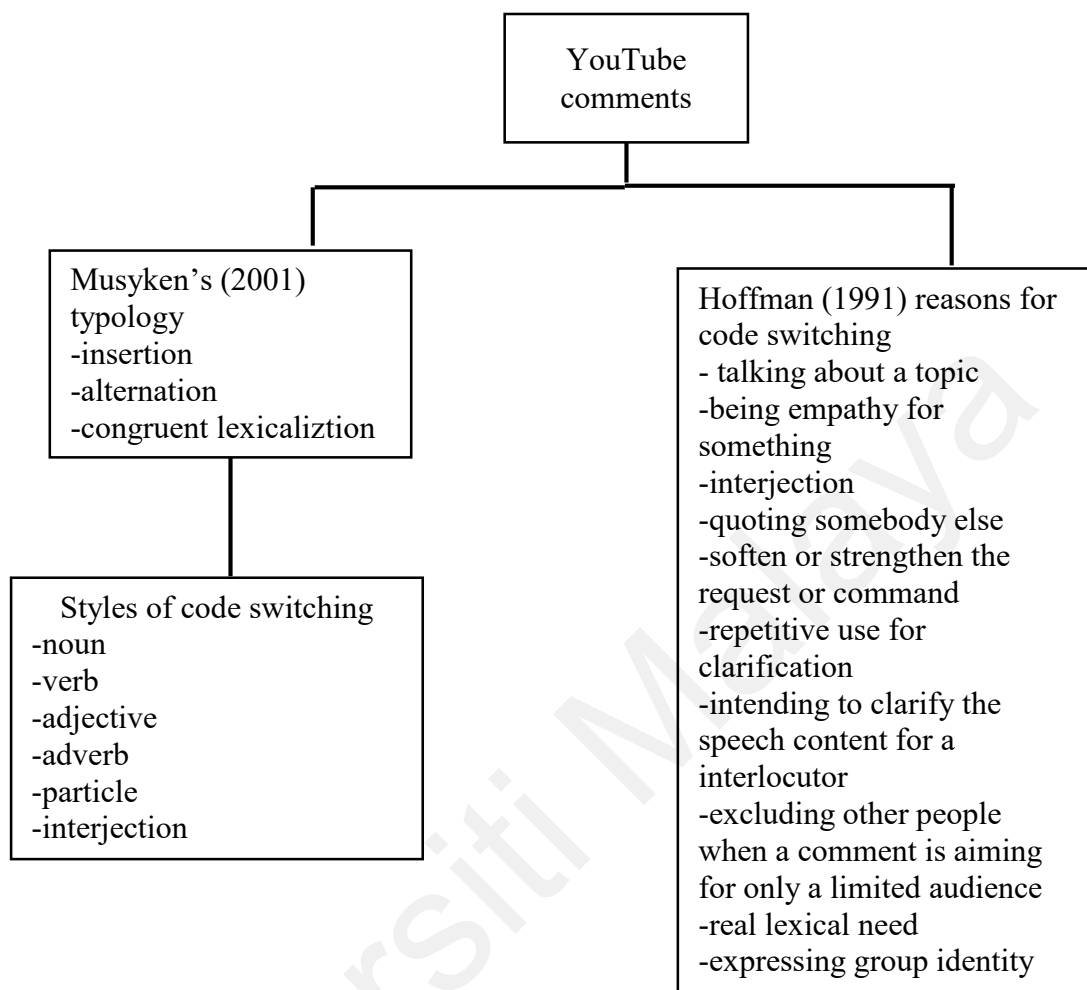 YouTube
comments
Musyken’s (2001)
typology
-insertion
-alternation
-congruent lexicaliztion
Styles of code switching
-noun
-verb
-adjective
-adverb
-particle
-interjection
Hoffman (1991) reasons for
code switching
- talking about a topic
-being empathy for
something
-interjection
-quoting somebody else
-soften or strengthen the
request or command
-repetitive use for
clarification
-intending to clarify the
speech content for a
interlocutor
-excluding other people
when a comment is aiming
for only a limited audience
-real lexical need
-expressing group identity
rsiti Malaya